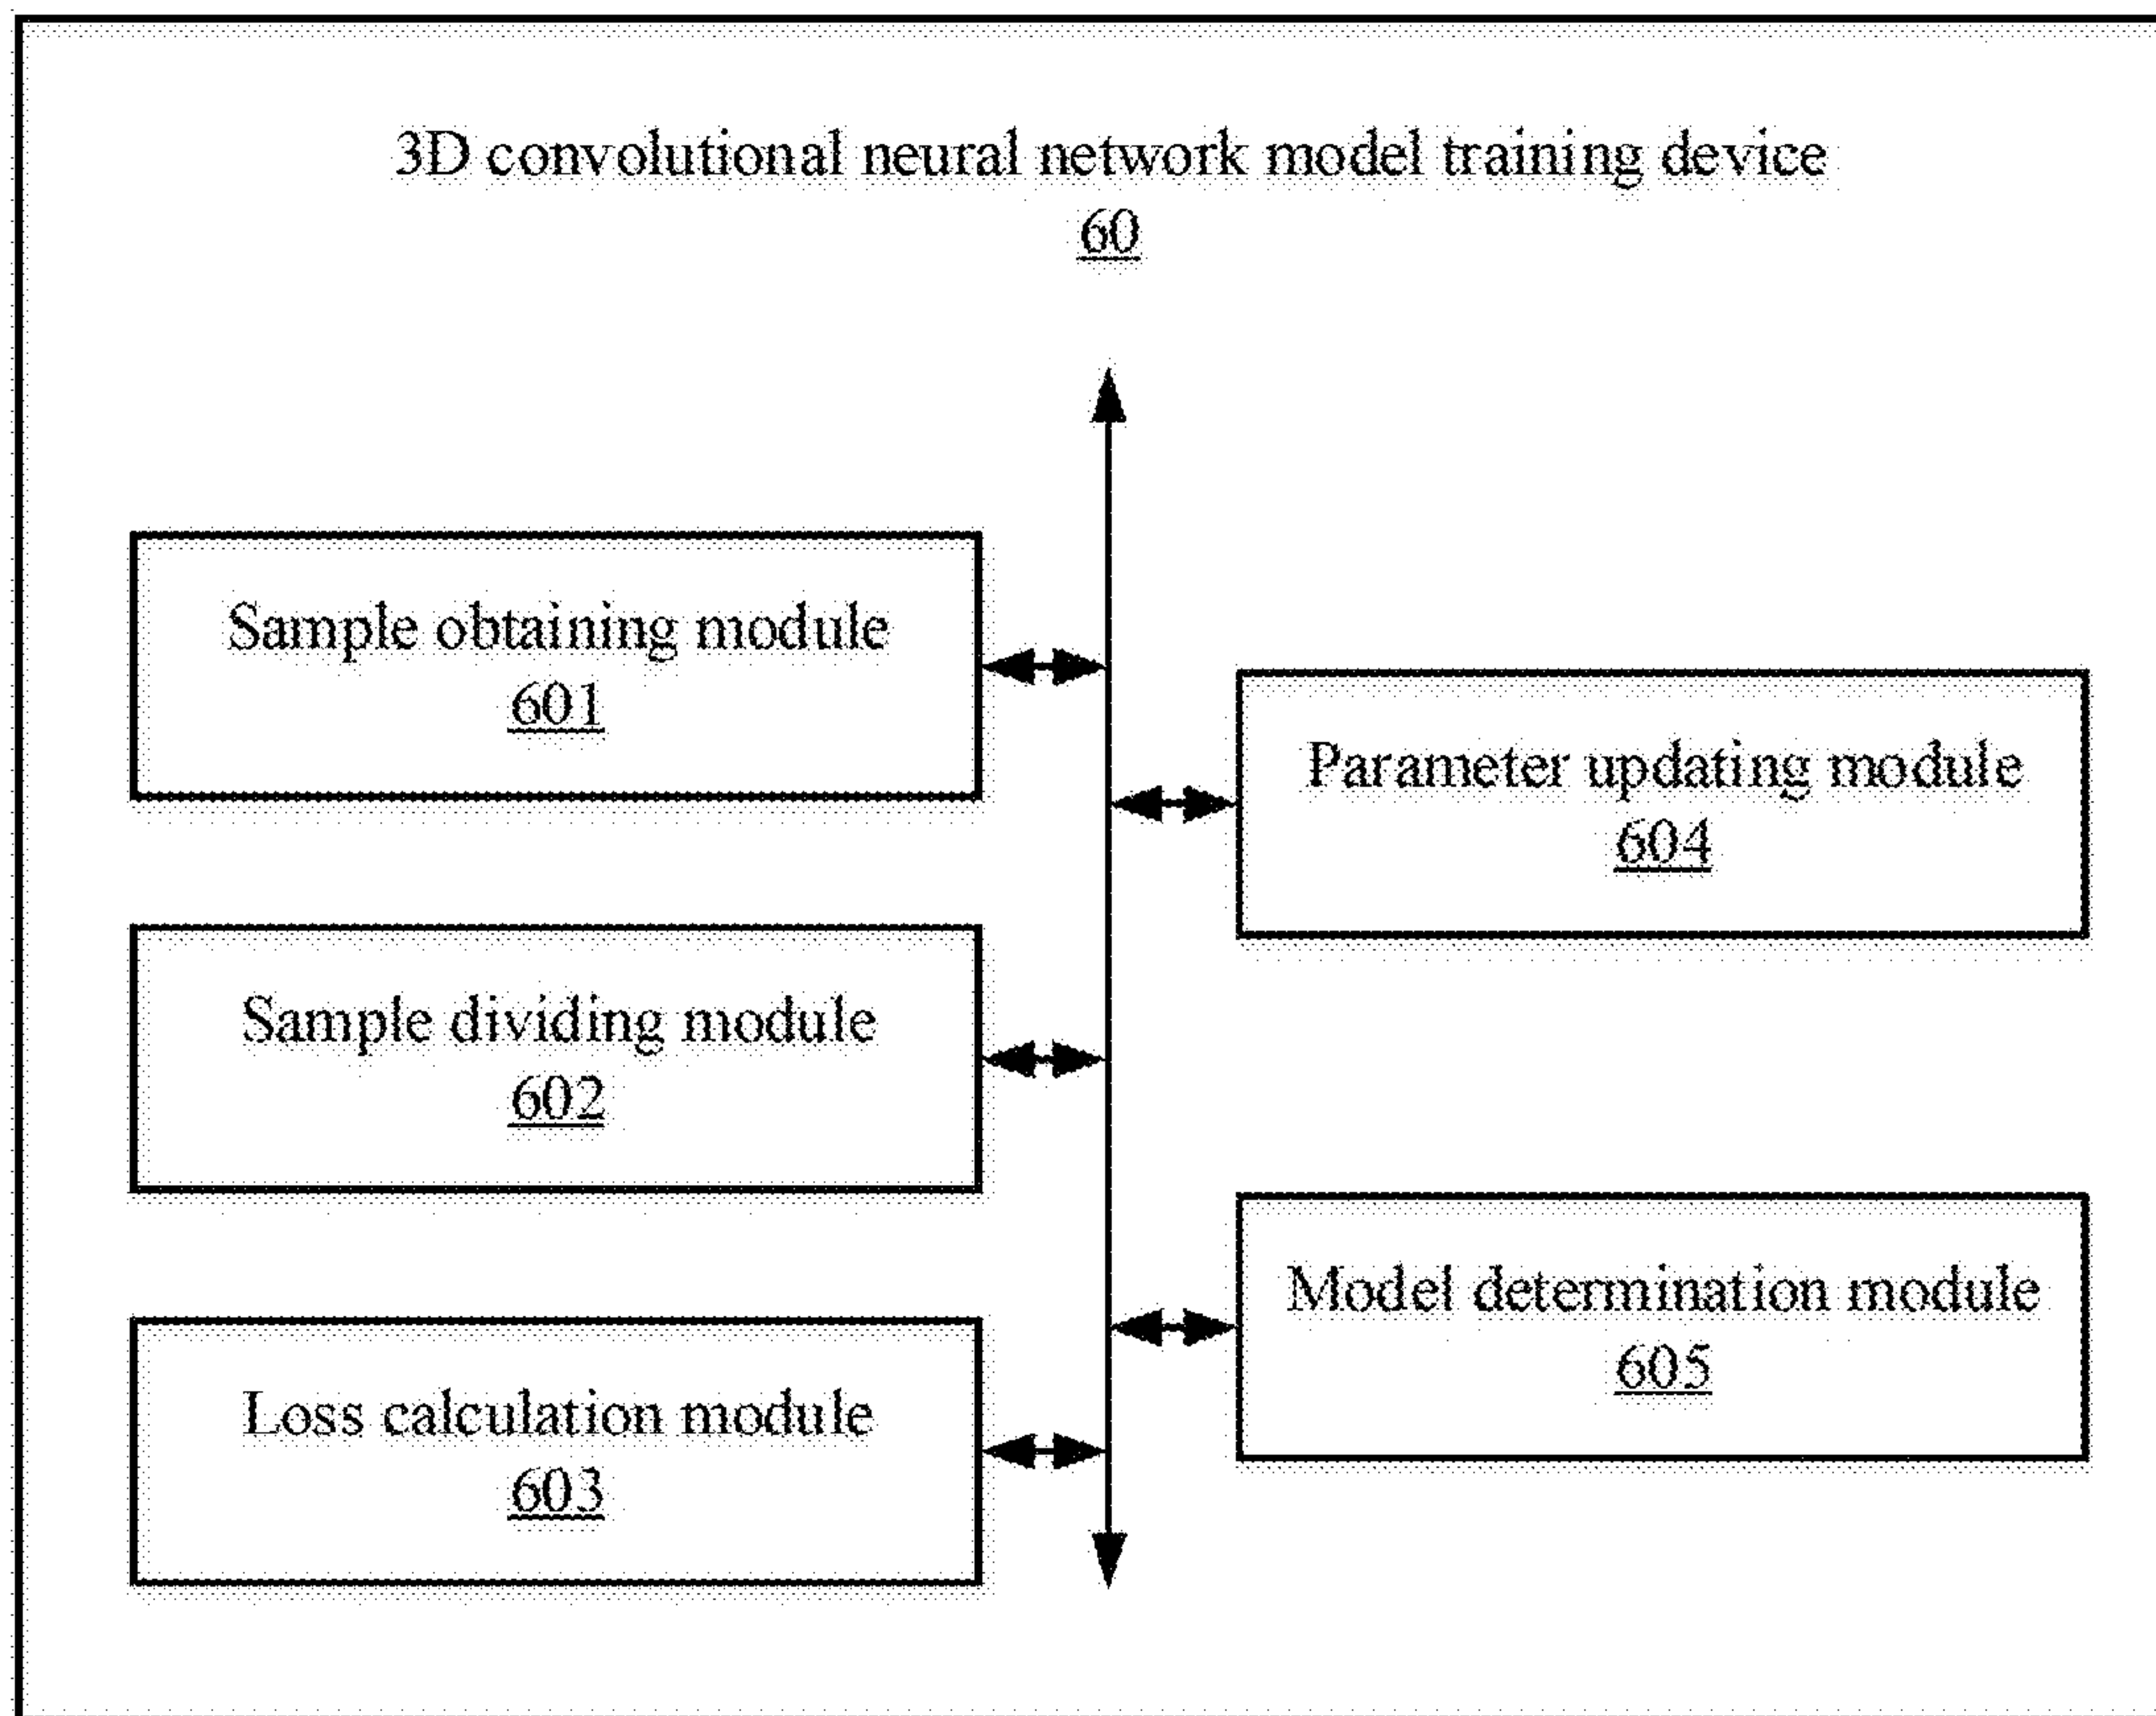 3D convolutional neural network model training device
60
Sample obtaining module
601
Parameter updating module
604
Sample dividing module
602
Model determination module
605
Loss calculation module
603